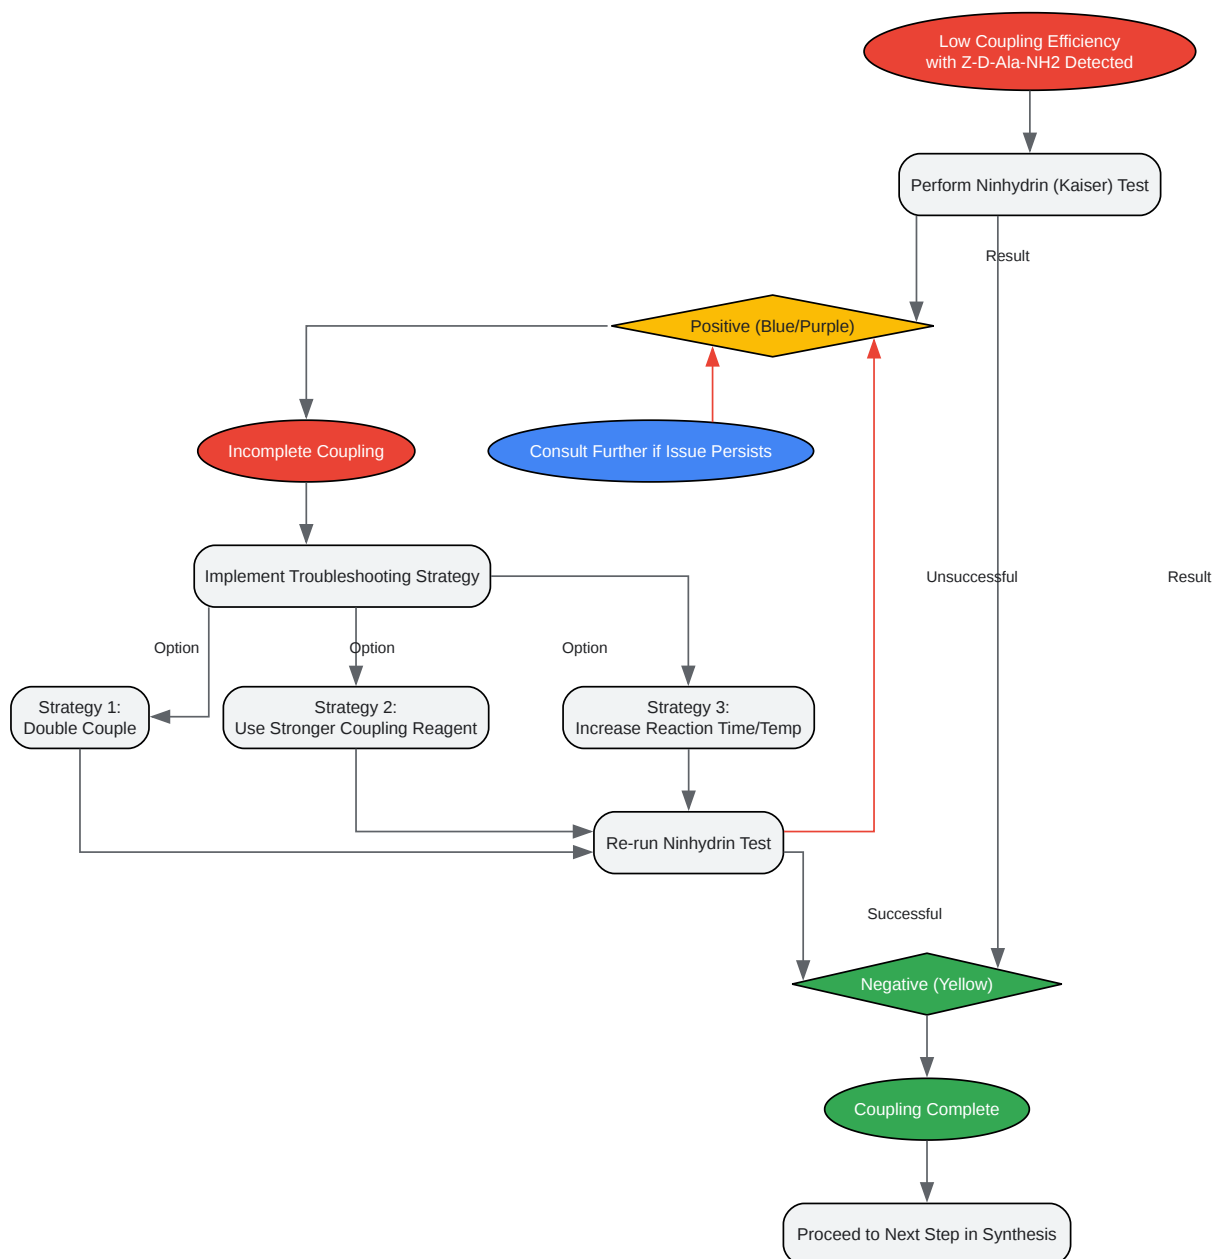 Low Coupling Efficiency
with Z-D-Ala-NH2 Detected
Perform Ninhydrin (Kaiser) Test
Result
Positive (Blue/Purple)
Incomplete Coupling
Consult Further if Issue Persists
Implement Troubleshooting Strategy
Unsuccessful
Result
Option
Option
Option
Strategy 1:
Double Couple
Strategy 2:
Use Stronger Coupling Reagent
Strategy 3:
Increase Reaction Time/Temp
Re-run Ninhydrin Test
Successful
Negative (Yellow)
Coupling Complete
Proceed to Next Step in Synthesis